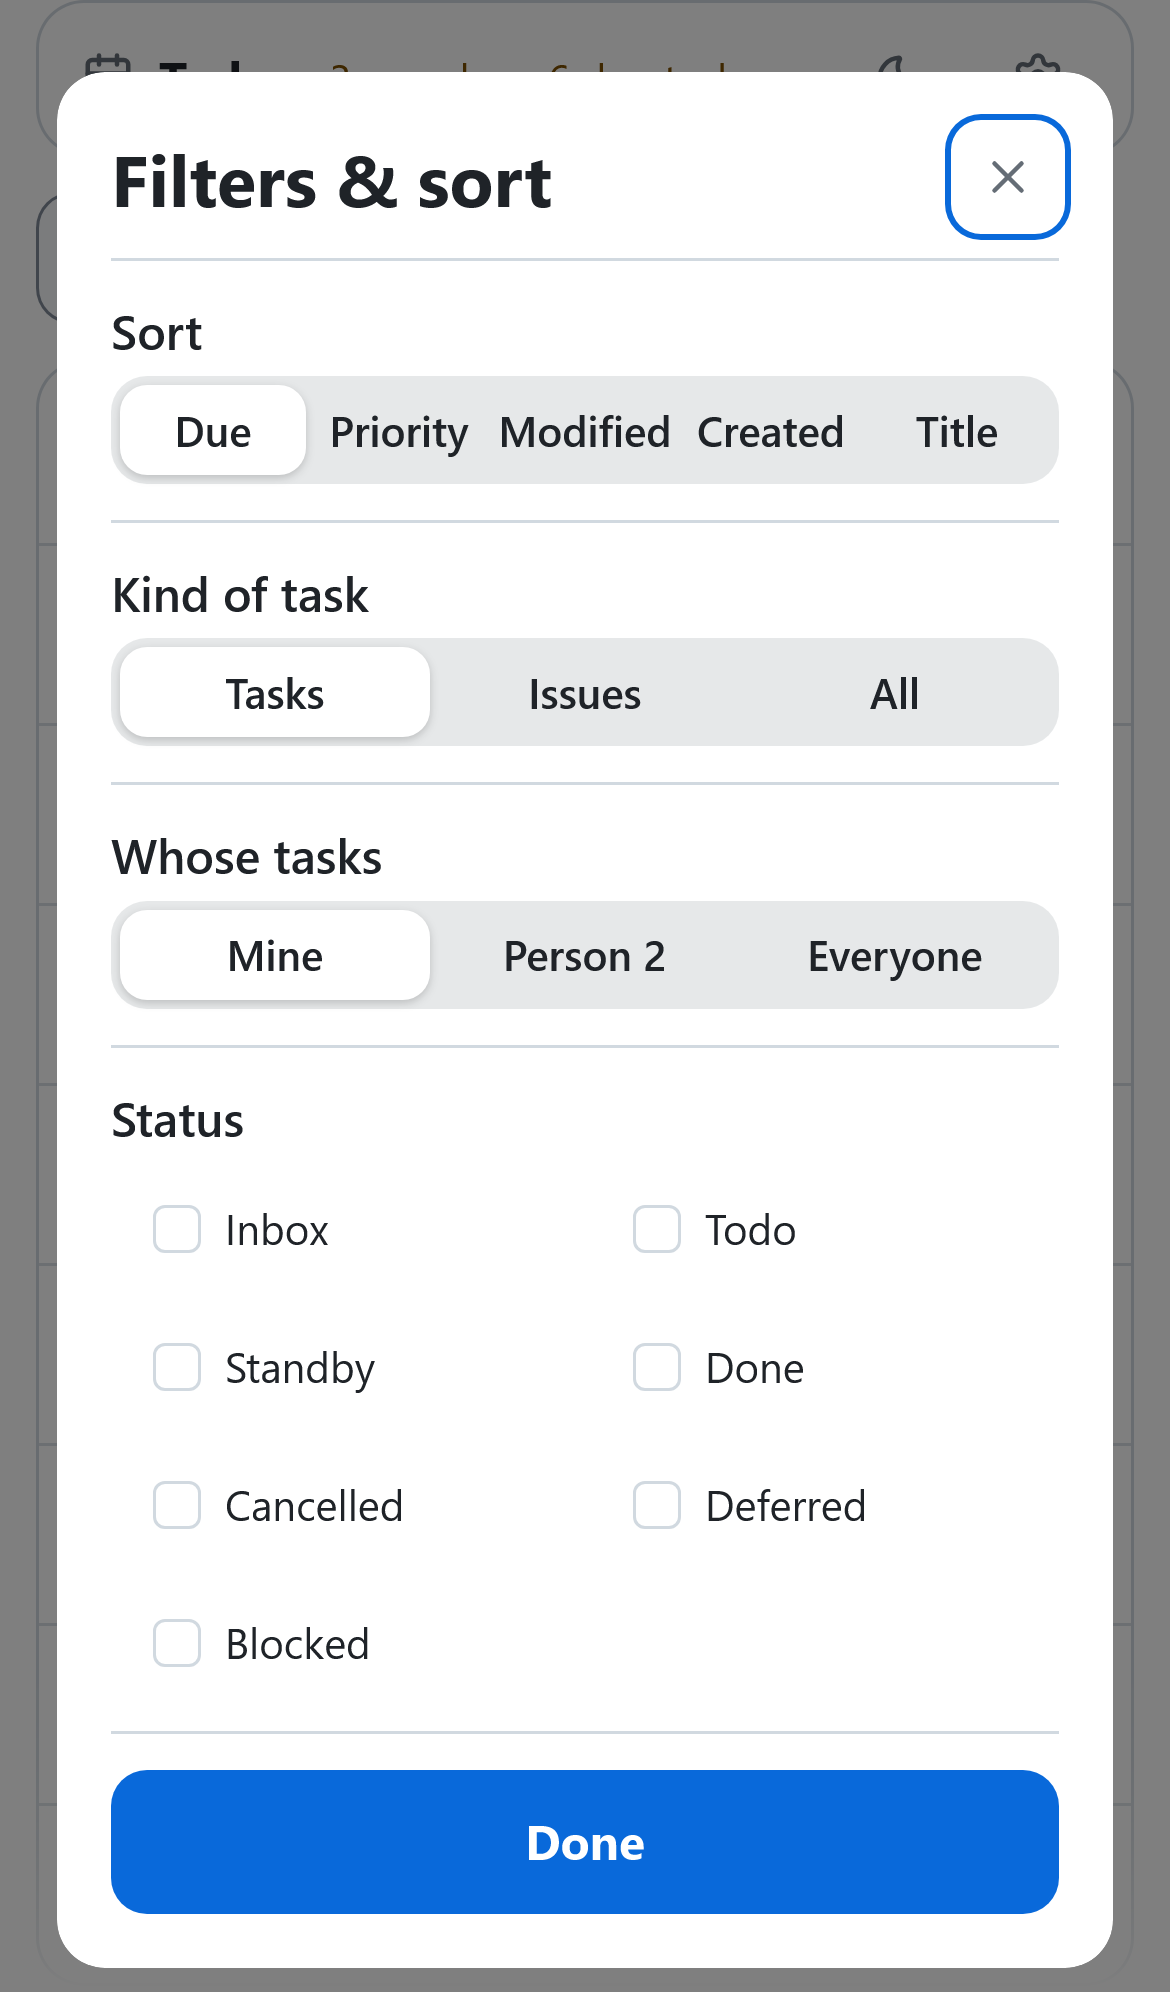 Filters & sort
Sort
Due Priority Modified Created Title
Kind of task
Tasks Issues All
Whose tasks
Mine Person 2 Everyone
Status
Inbox Todo
Standby Done
Cancelled Deferred
Blocked
Done